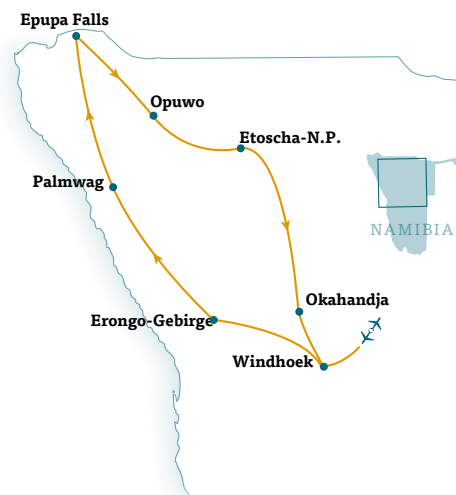 Epupa Falls
Opuwo
Etoscha-N.P.
Palmwag
NAMIBIA
Okahandja
Erongo-Gebirge
Windhoek